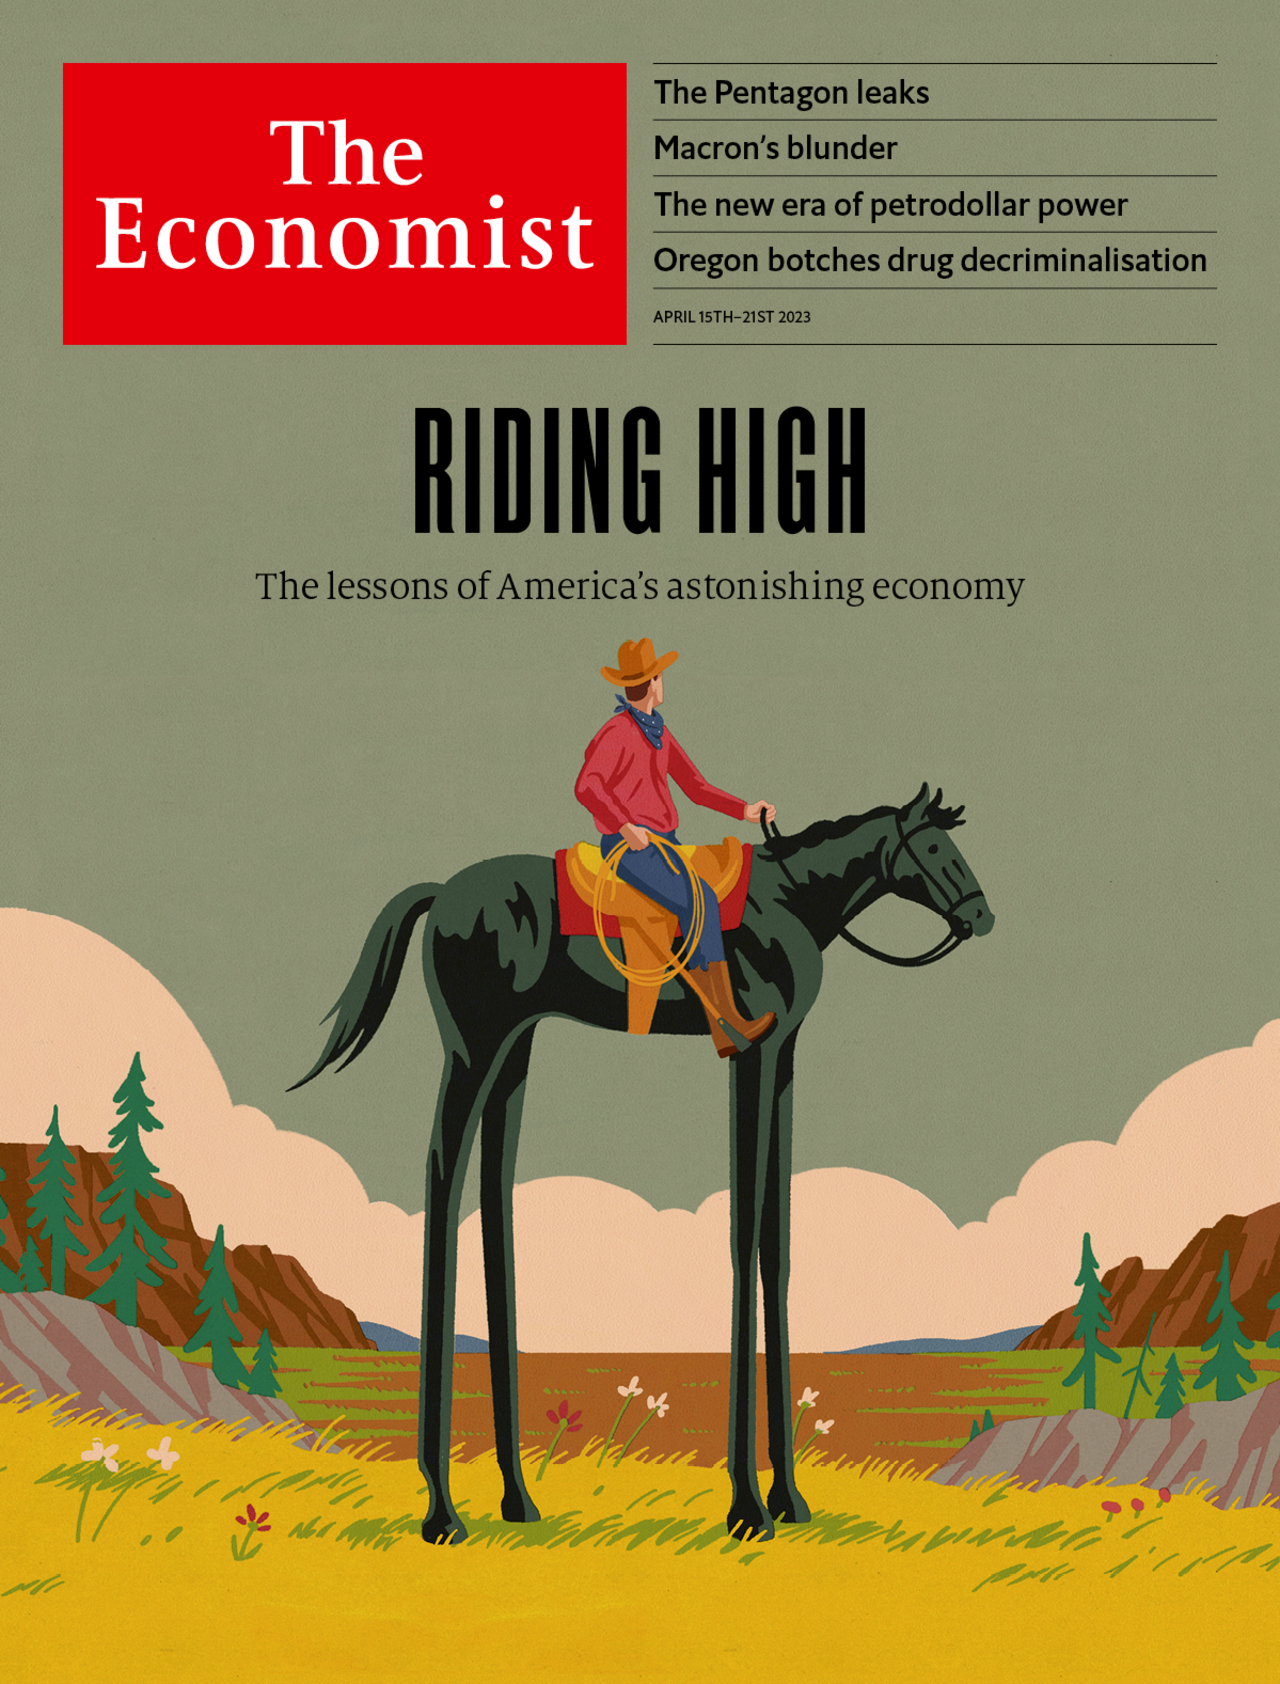 The
Economist
The Pentagon leaks
Macron’s blunder
The new era of petrodollar power
Oregon botches drug decriminalisation
APRIL 15TH–21ST 2023
RIDING HIGH
The lessons of America’s astonishing economy